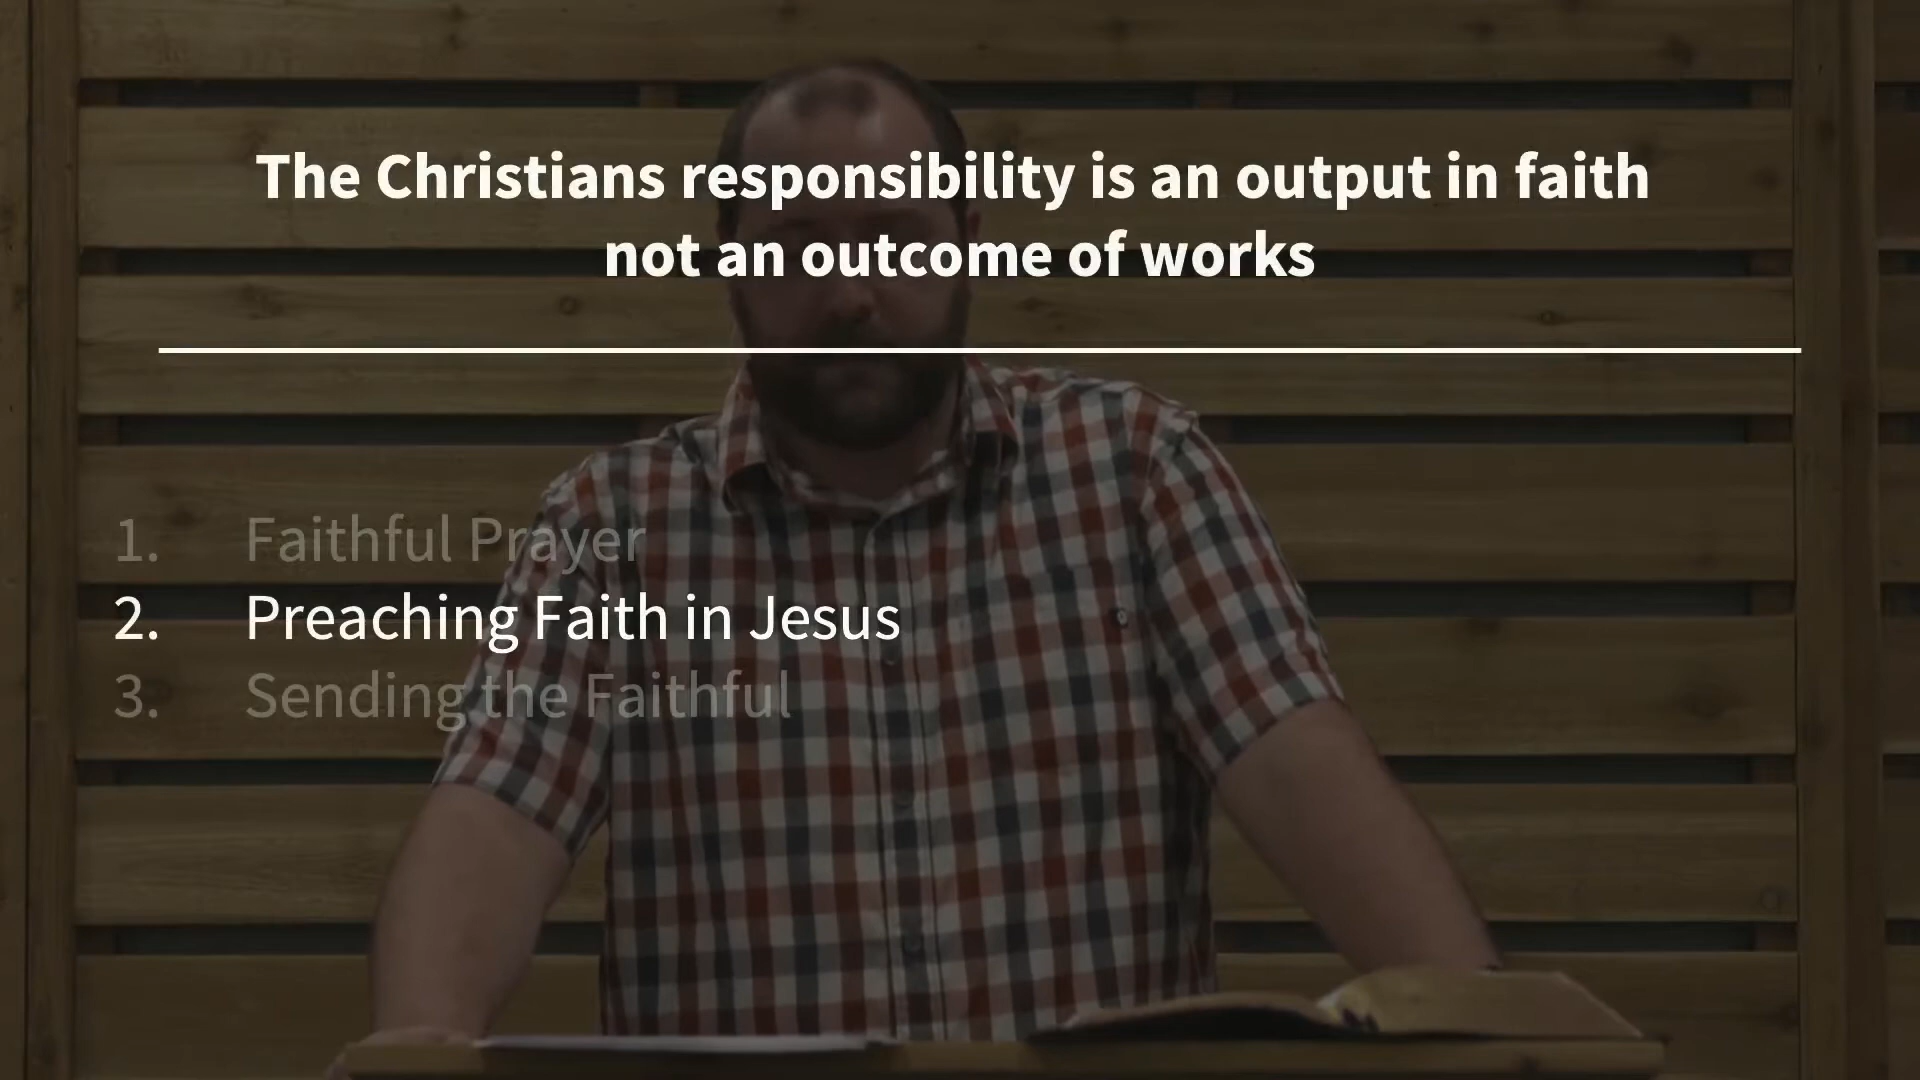 The Christians responsibility is an output in faith
not an outcome of works
1. Faithful Prayer
2. Preaching Faith in Jesus
3. Sending the Faithful